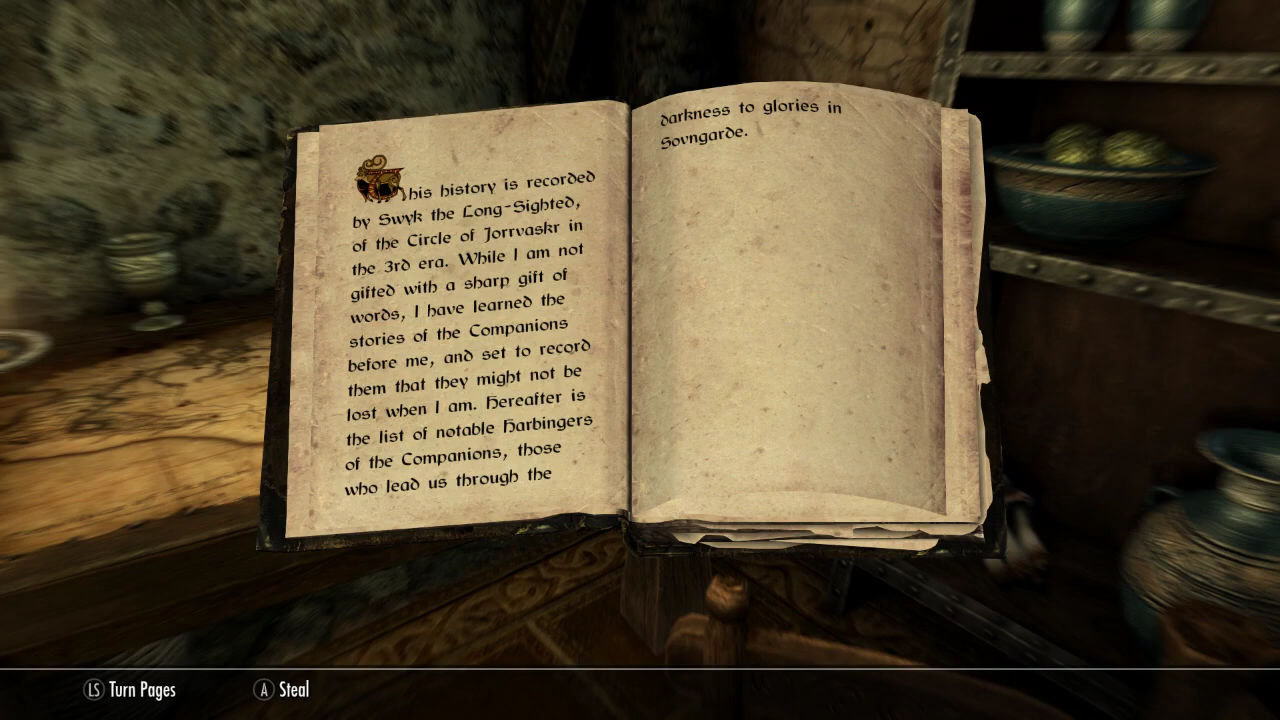 This history is recorded
by Swyk the Long-Sighted,
of the Circle of Jorrvaskr in
the 3rd era. While I am not
gifted with a sharp gift of
words, I have learned the
stories of the Companions
before me, and set to record
them that they might not be
lost when I am. Hereafter is
the list of notable Harbingers
of the Companions, those
who lead us through the
darkness to glories in
Sovngarde.
LS Turn Pages
A Steal